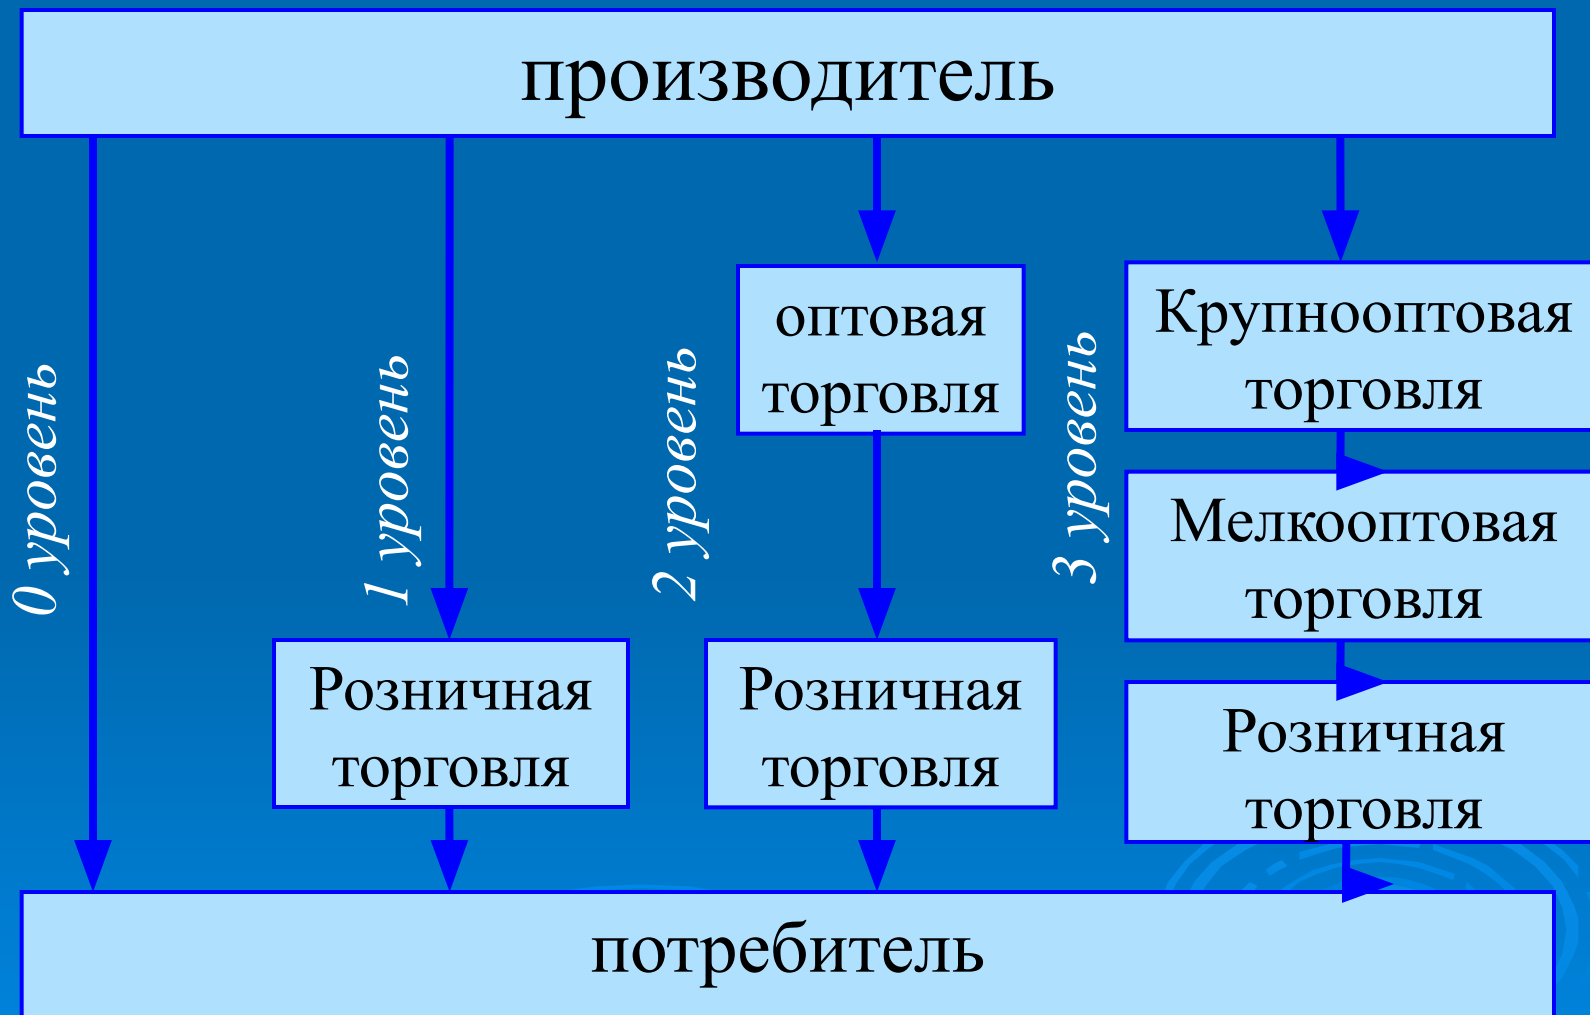 производитель
0 уровень
1 уровень
Розничная
торговля
2 уровень
оптовая
торговля
Розничная
торговля
3 уровень
Крупнооптовая
торговля
Мелкооптовая
торговля
Розничная
торговля
потребитель